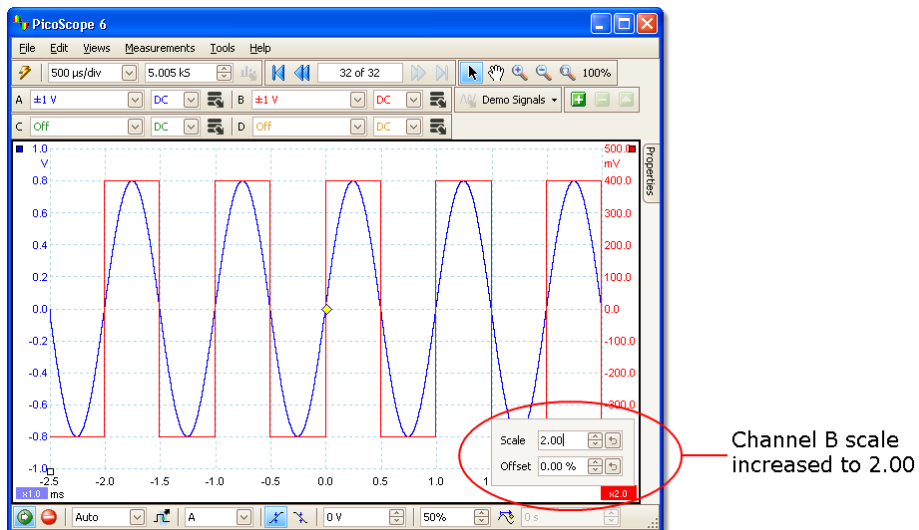 PicoScope 6
File Edit Views Measurements Tools Help
500 µs/div 5.005 kS 32 of 32 100%
A ±1 V DC B ±1 V DC Demo Signals
C Off DC D Off DC
1.0 500.0
V mV
0.8 400.0
0.6 300.0
0.4 200.0
0.2 100.0
0.0 0.0
-0.2 -100.0
-0.4 -200.0
-0.6 -300.0
-0.8
-1.0
-2.5 -2.0 -1.5 -1.0 -0.5 0.0 0.5 1.0 1
x1.0 ms x2.0
Properties
Scale 2.00
Offset 0.00 %
Channel B scale
increased to 2.00
Auto A 0 V 50% 0 s